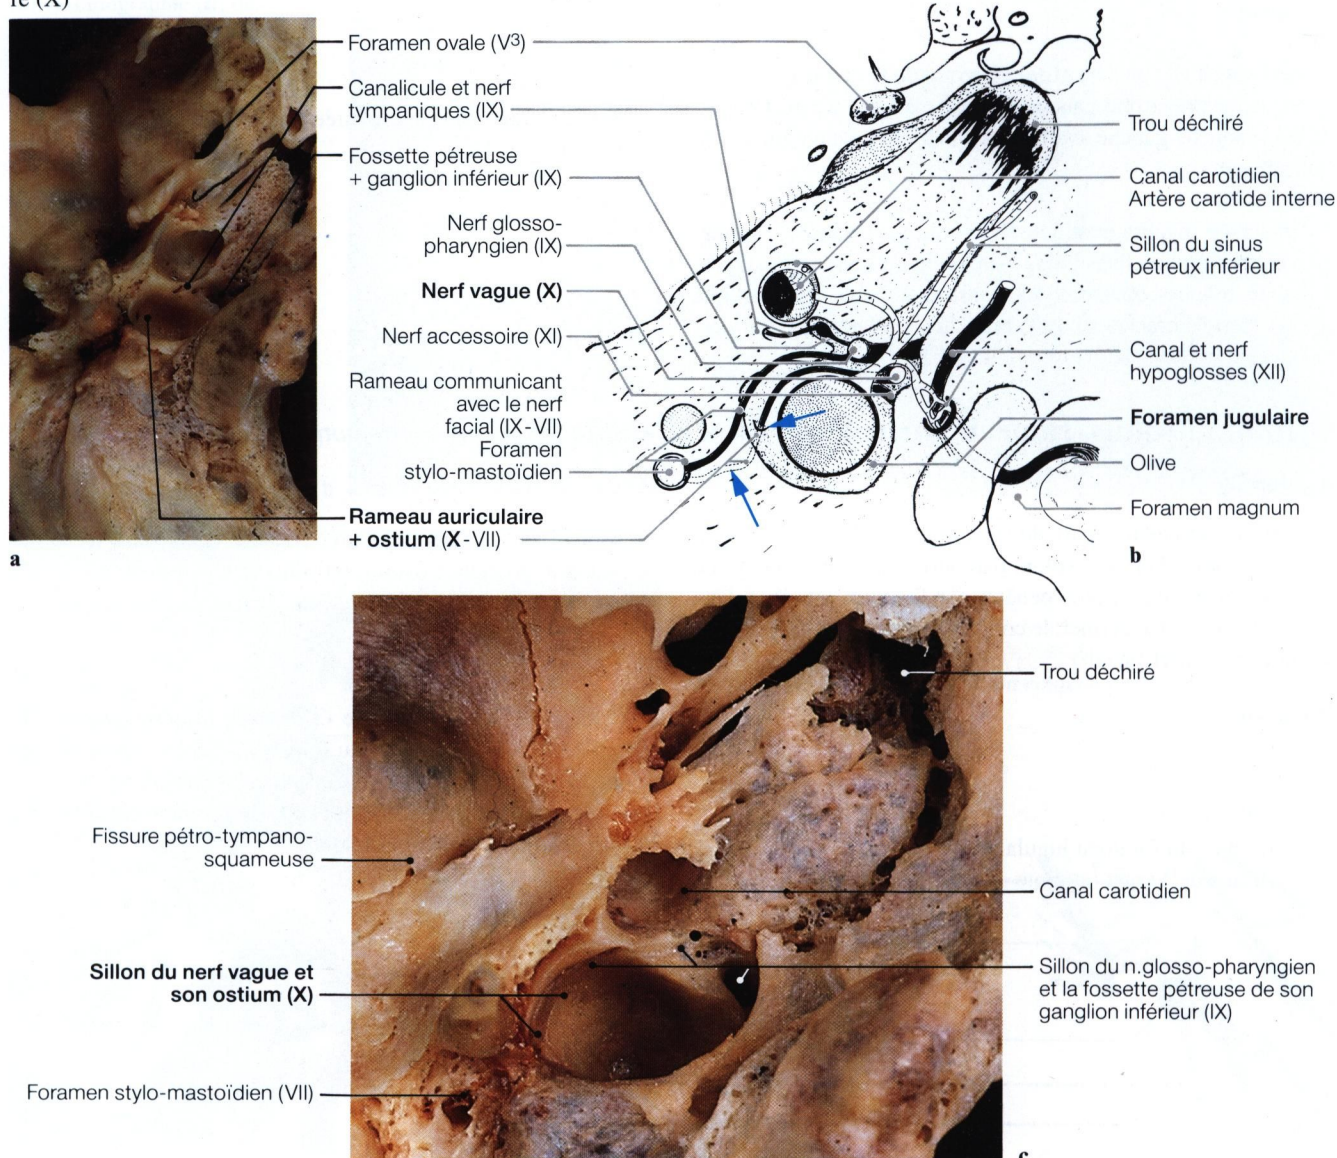 re (X)
Foramen ovale (V3)
Canalicule et nerf
tympaniques (IX)
Fossette pétreuse
+ ganglion inférieur (IX)
Nerf glosso-
pharyngien (IX)
Nerf vague (X)
Nerf accessoire (XI)
Rameau communicant
avec le nerf
facial (IX-VII)
Foramen
stylo-mastoïdien
Rameau auriculaire
+ ostium (X-VII)
a
Trou déchiré
Canal carotidien
Artère carotide interne
Sillon du sinus
pétreux inférieur
Canal et nerf
hypoglosses (XII)
Foramen jugulaire
Olive
Foramen magnum
b
Fissure pétro-tympano-
squameuse
Sillon du nerf vague et
son ostium (X)
Foramen stylo-mastoïdien (VII)
Trou déchiré
Canal carotidien
Sillon du n.glosso-pharyngien
et la fossette pétreuse de son
ganglion inférieur (IX)
c